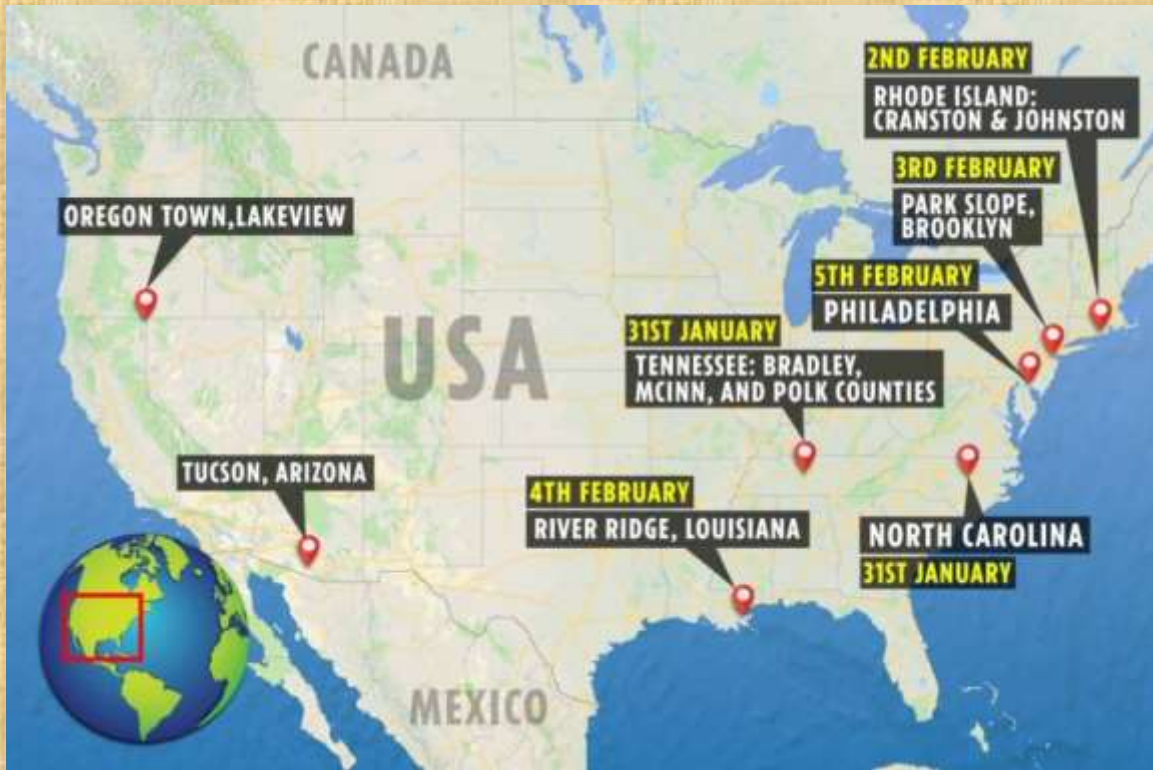 CANADA
2ND FEBRUARY
RHODE ISLAND:
CRANSTON & JOHNSTON
3RD FEBRUARY
PARK SLOPE,
BROOKLYN
OREGON TOWN,LAKEVIEW
5TH FEBRUARY
PHILADELPHIA
USA
31ST JANUARY
TENNESSEE: BRADLEY,
MCINN, AND POLK COUNTIES
TUCSON, ARIZONA
4TH FEBRUARY
RIVER RIDGE, LOUISIANA
NORTH CAROLINA
31ST JANUARY
MEXICO